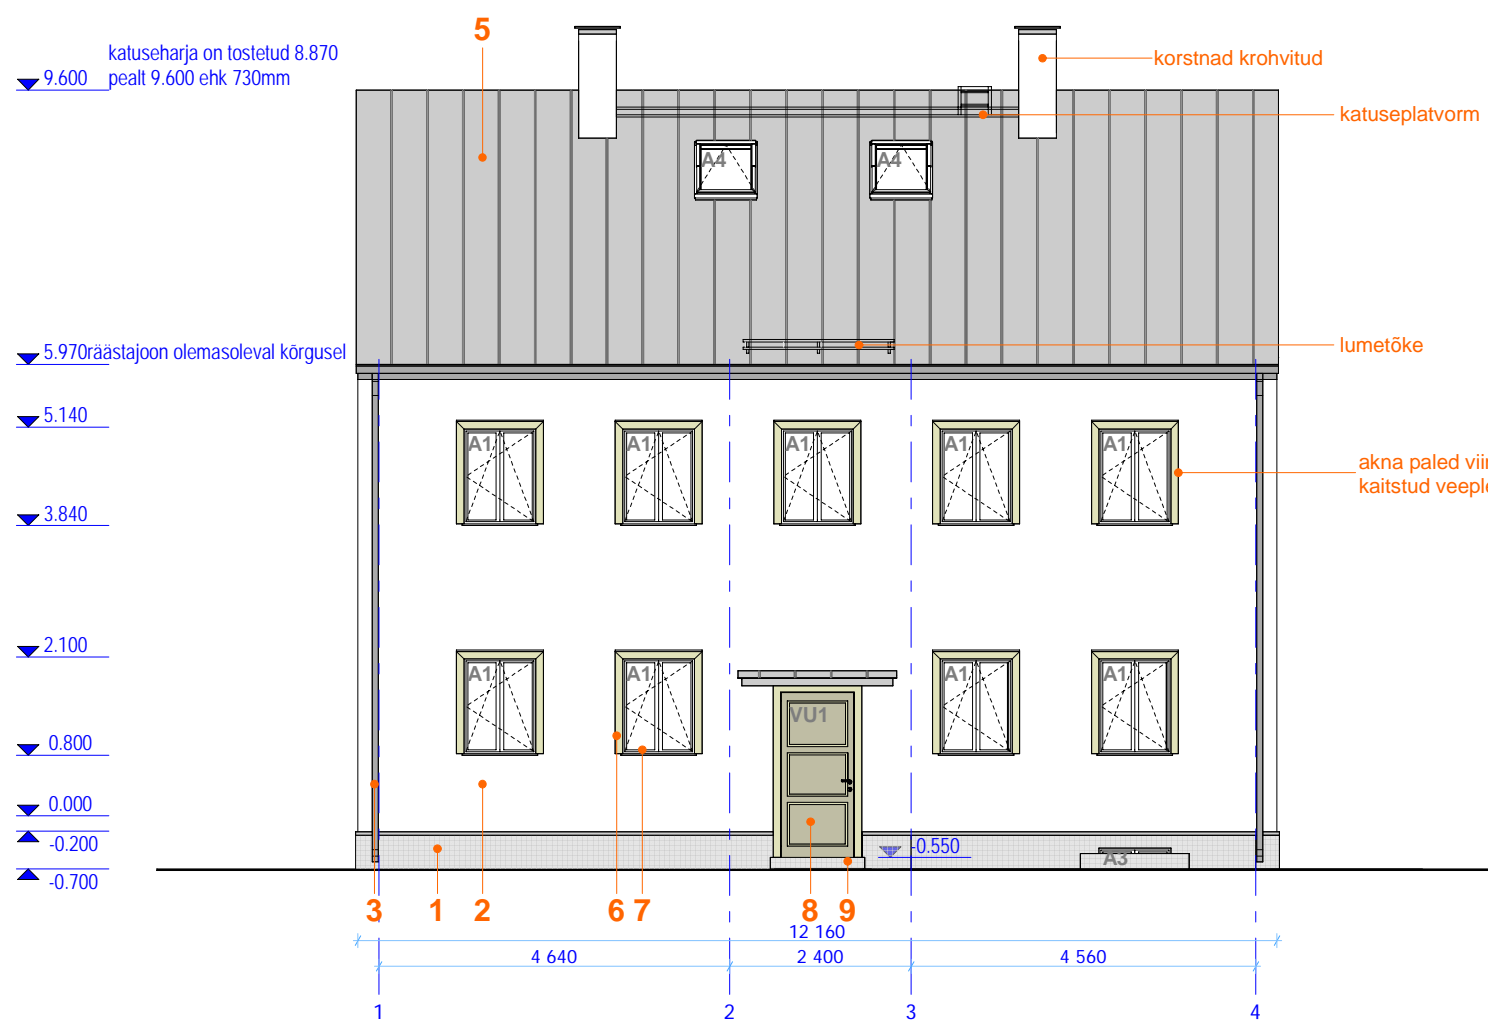 5
katuseharja on tostetud 8.870
pealt 9.600 ehk 730mm
9.600
korstnad krohvitud
katuseplatvorm
A4
A4
5.970
räästajoon olemasoleval kõrgusel
lumetõke
5.140
A1
A1
A1
A1
A1
akna paled
kaitstud
3.840
2.100
A1
A1
A1
A1
VU1
0.800
0.000
-0.200
-0.550
A3
-0.700
3
1
2
6
7
8
9
12 160
4 640
2 400
4 560
1
2
3
4